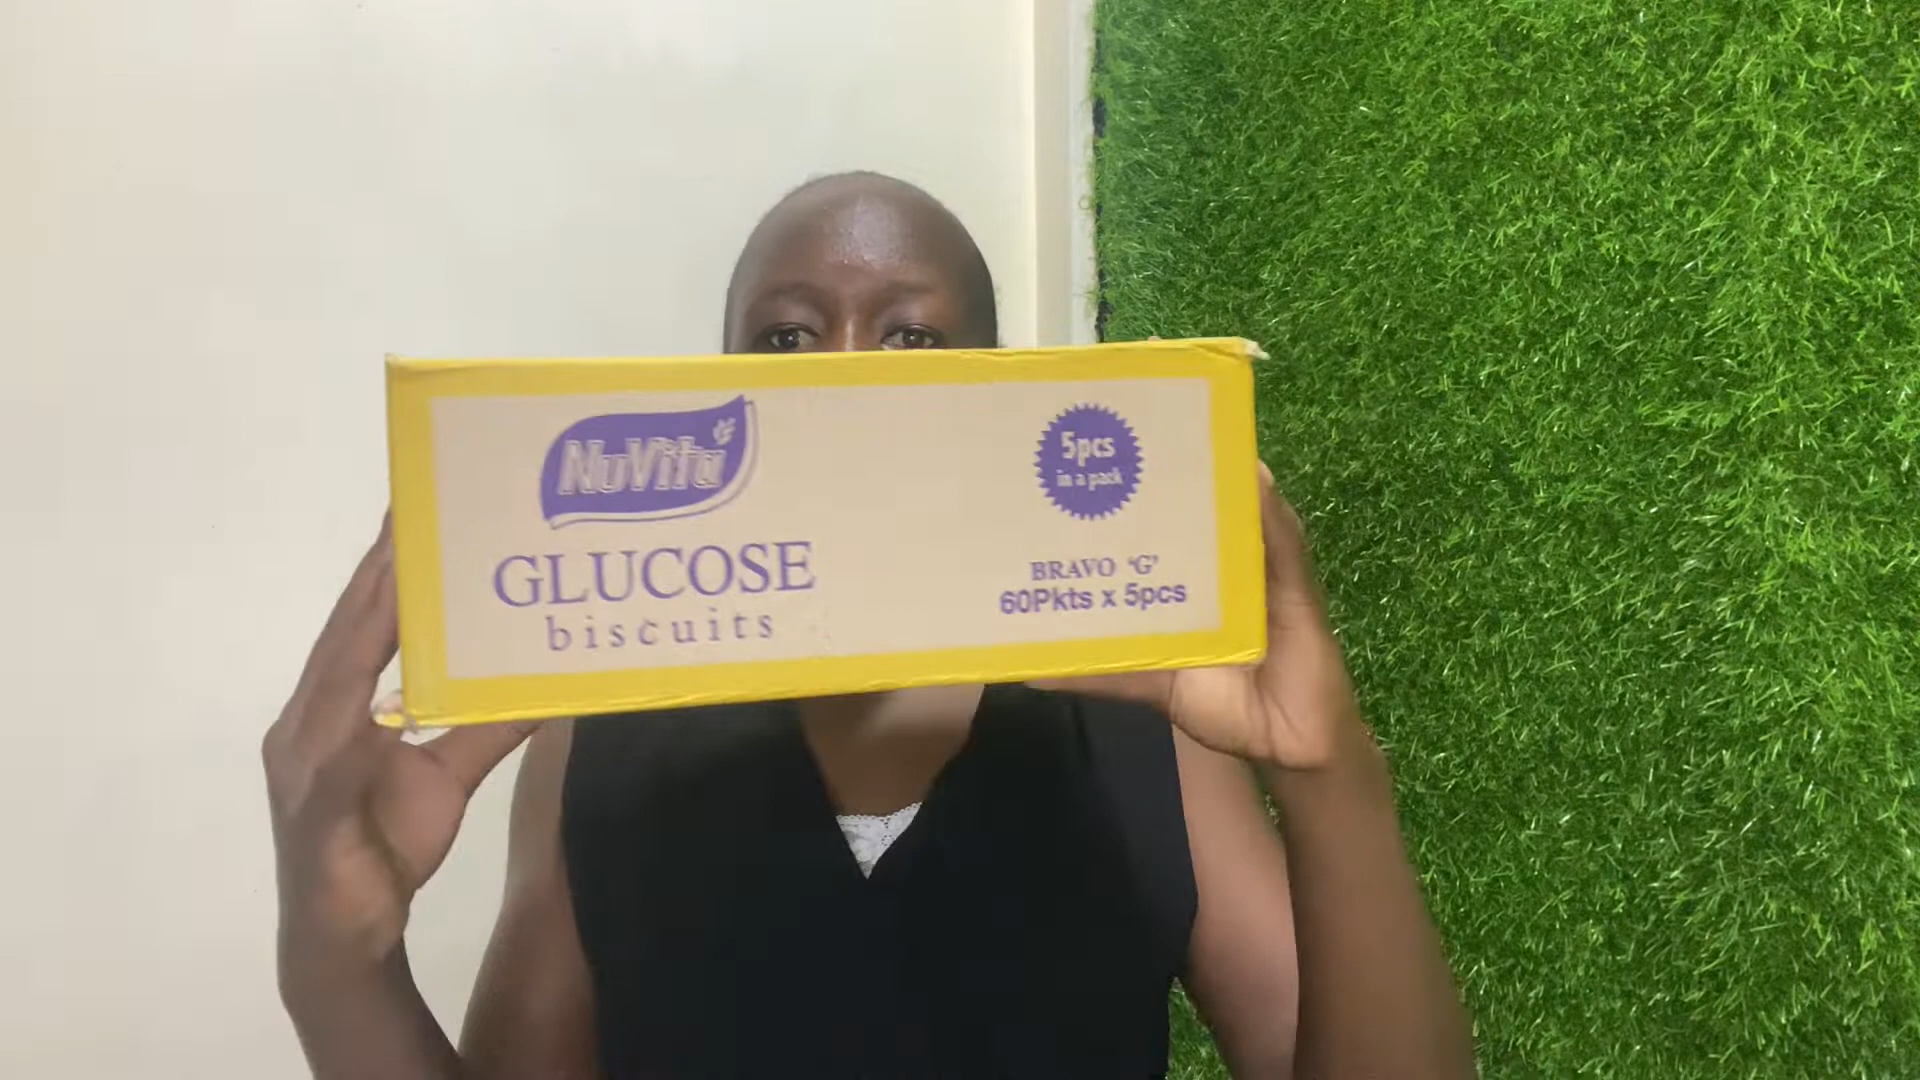 NuVita
GLUCOSE
biscuits
5pcs
in a pack
BRAVO 'G'
60Pkts x 5pcs